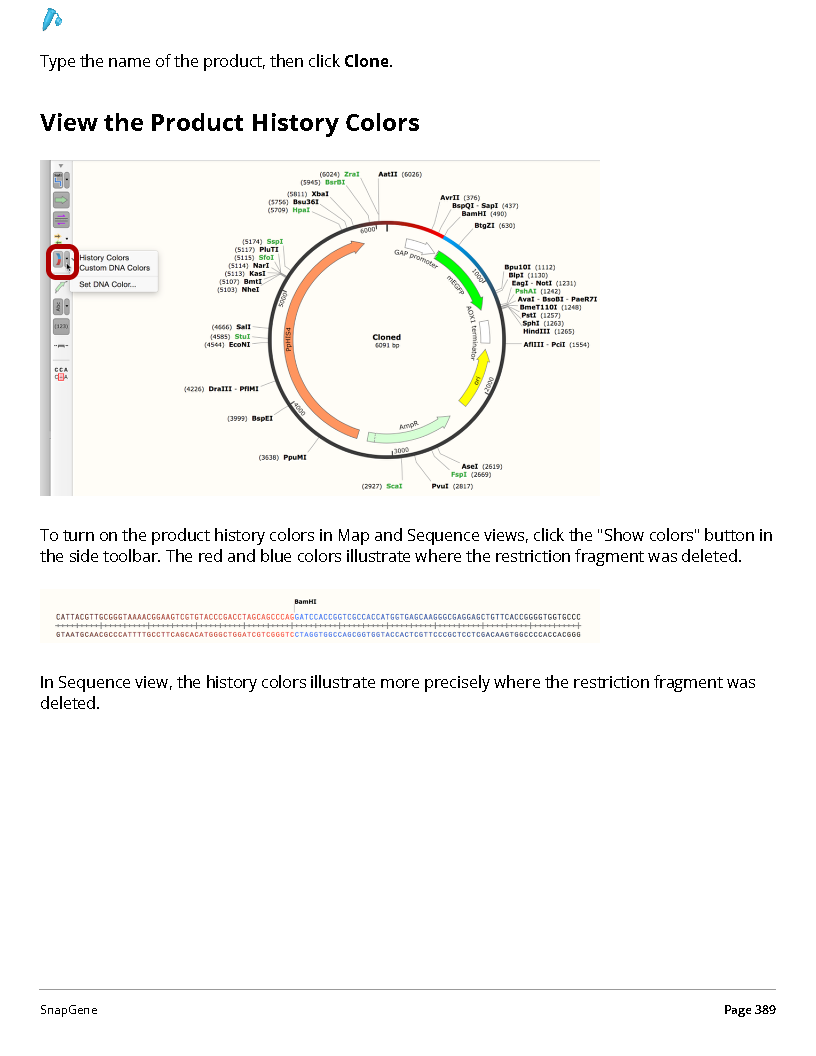 Type the name of the product, then click Clone.
View the Product History Colors
History Colors
Custom DNA Colors
Set DNA Color...
(123)
CCA
(6024) ZraI
(5945) BsrBI
(5811) XbaI
(5756) Bsu36I
(5709) HpaI
(5174) SspI
(5117) PluTI
(5115) SfoI
(5114) NarI
(5113) KasI
(5107) BmtI
(5103) NheI
(4666) SalI
(4585) StuI
(4544) EcoNI
(4226) DraIII - PflMI
(3999) BspEI
(3638) PpuMI
(2927) ScaI
AatII (6026)
AvrII (376)
BspQI - SapI (437)
BamHI (490)
BtgZI (630)
Bpu10I (1112)
BlpI (1130)
EagI - NotI (1231)
PshAI (1242)
AvaI - BsoBI - PaeR7I
BmeT110I (1248)
PstI (1257)
SphI (1263)
HindIII (1265)
AflIII - PciI (1554)
AseI (2619)
FspI (2669)
PvuI (2817)
6000
1000
2000
3000
4000
5000
GAP promoter
mEGFP
AOX1 terminator
ori
AmpR
PpHIS4
Cloned
6091 bp
To turn on the product history colors in Map and Sequence views, click the "Show colors" button in
the side toolbar. The red and blue colors illustrate where the restriction fragment was deleted.
BamHI
CATTACGTTGCGGGTAAAACGGAAGTCGTGTACCCGACCTAGCAGCCCAGGATCCACCGGTCGCCACCATGGTGAGCAAGGGCGAGGAGCTGTTCACCGGGGTGGTGCCC
GTAATGCAACGCCCATTTTGCCTTCAGCACATGGGCTGGATCGTCGGGTCCTAGGTGGCCAGCGGTGGTACCACTCGTTCCCGCTCCTCGACAAGTGGCCCCACCACGGG
In Sequence view, the history colors illustrate more precisely where the restriction fragment was
deleted.
SnapGene
Page 389